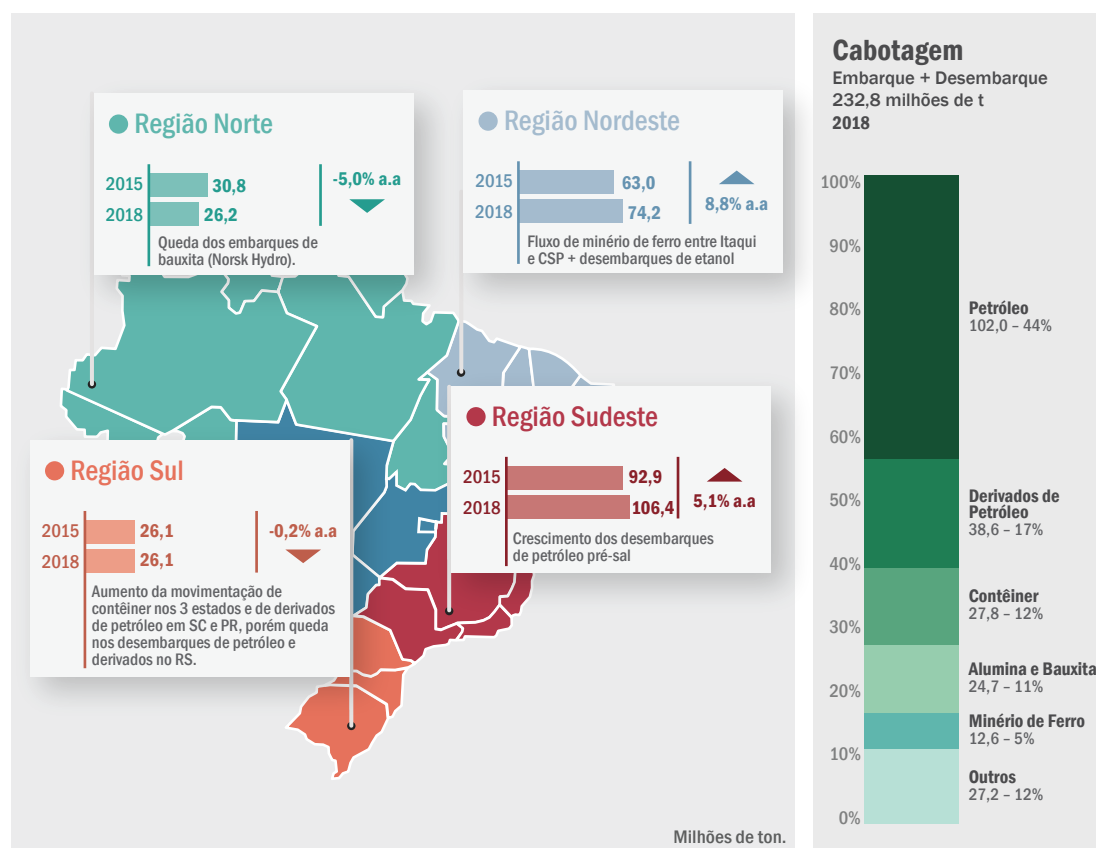 Região Norte
2015
30,8
2018
26,2
-5,0% a.a
Queda dos embarques de
bauxita (Norsk Hydro).
Região Nordeste
2015
63,0
2018
74,2
8,8% a.a
Fluxo de minério de ferro entre Itaqui
e CSP + desembarques de etanol
Região Sul
2015
26,1
2018
26,1
-0,2% a.a
Aumento da movimentação de
contêiner nos 3 estados e de derivados
de petróleo em SC e PR, porém queda
nos desembarques de petróleo e
derivados no RS.
Região Sudeste
2015
92,9
2018
106,4
5,1% a.a
Crescimento dos desembarques
de petróleo pré-sal
Milhões de ton.
Cabotagem
Embarque + Desembarque
232,8 milhões de t
2018
100%
90%
80%
70%
60%
50%
40%
30%
20%
10%
0%
Petróleo
102,0 – 44%
Derivados de
Petróleo
38,6 – 17%
Contêiner
27,8 – 12%
Alumina e Bauxita
24,7 – 11%
Minério de Ferro
12,6 – 5%
Outros
27,2 – 12%